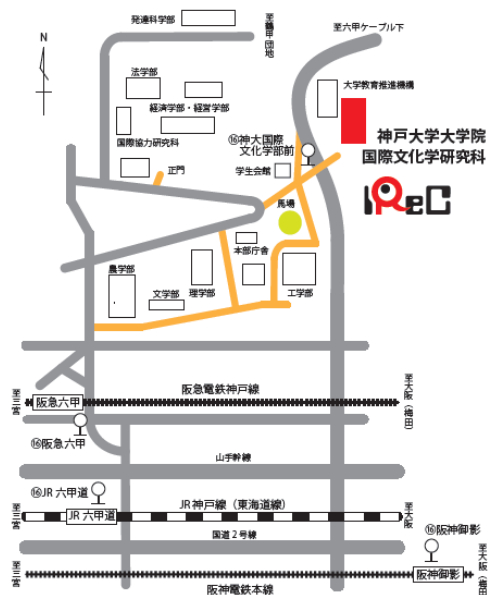 発達科学部
至鶴甲団地
至六甲ケーブル下
N
法学部
大学教育推進機構
経済学部・経営学部
神戸大学大学院
国際文化学研究科
⑯神大国際
文化学部前
国際協力研究科
正門
学生会館
IReC
馬場
本部庁舎
農学部
文学部
理学部
工学部
阪急電鉄神戸線
至三宮
阪急六甲
至大阪（梅田）
⑯阪急六甲
山手幹線
⑯JR 六甲道
JR 神戸線（東海道線）
至三宮
JR 六甲道
至大阪
国道２号線
⑯阪神御影
至三宮
阪神御影
至大阪（梅田）
阪神電鉄本線